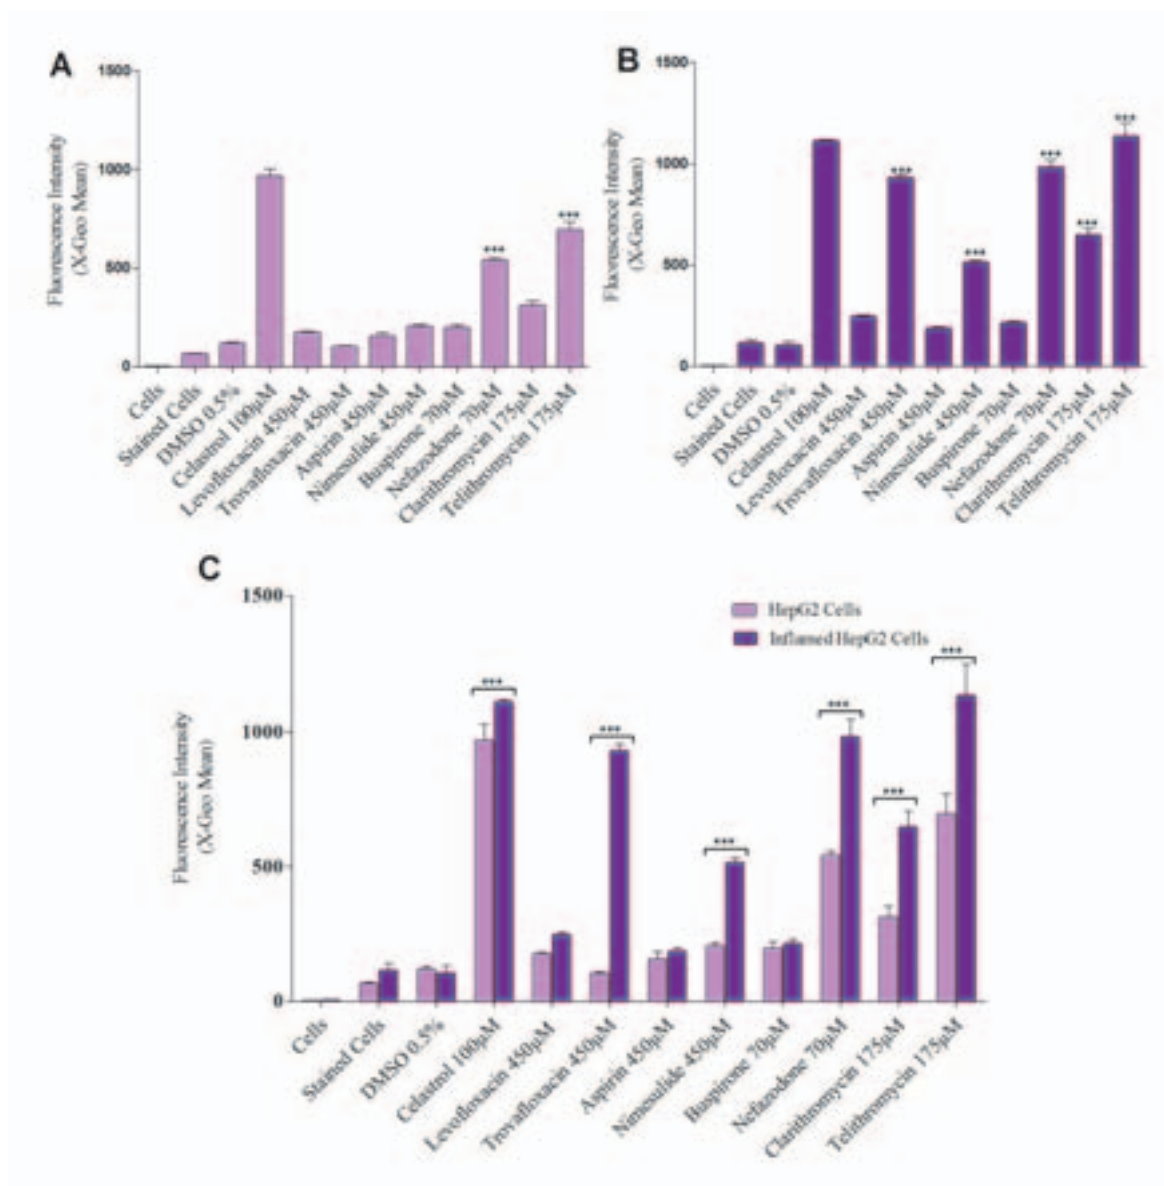 A
1500
1000
500
0
Fluorescence Intensity
(X-Geo Mean)
***
***
Cells
Stained Cells
DMSO 0.5%
Celastrol 100µM
Levofloxacin 450µM
Trovafloxacin 450µM
Aspirin 450µM
Nimesulide 450µM
Buspirone 70µM
Nefazodone 70µM
Clarithromycin 175µM
Telithromycin 175µM
B
1500
1000
500
0
Fluorescence Intensity
(X-Geo Mean)
***
***
***
***
***
Cells
Stained Cells
DMSO 0.5%
Celastrol 100µM
Levofloxacin 450µM
Trovafloxacin 450µM
Aspirin 450µM
Nimesulide 450µM
Buspirone 70µM
Nefazodone 70µM
Clarithromycin 175µM
Telithromycin 175µM
C
1500
1000
500
0
Fluorescence Intensity
(X-Geo Mean)
HepG2 Cells
Inflamed HepG2 Cells
***
***
***
***
***
***
Cells
Stained Cells
DMSO 0.5%
Celastrol 100µM
Levofloxacin 450µM
Trovafloxacin 450µM
Aspirin 450µM
Nimesulide 450µM
Buspirone 70µM
Nefazodone 70µM
Clarithromycin 175µM
Telithromycin 175µM